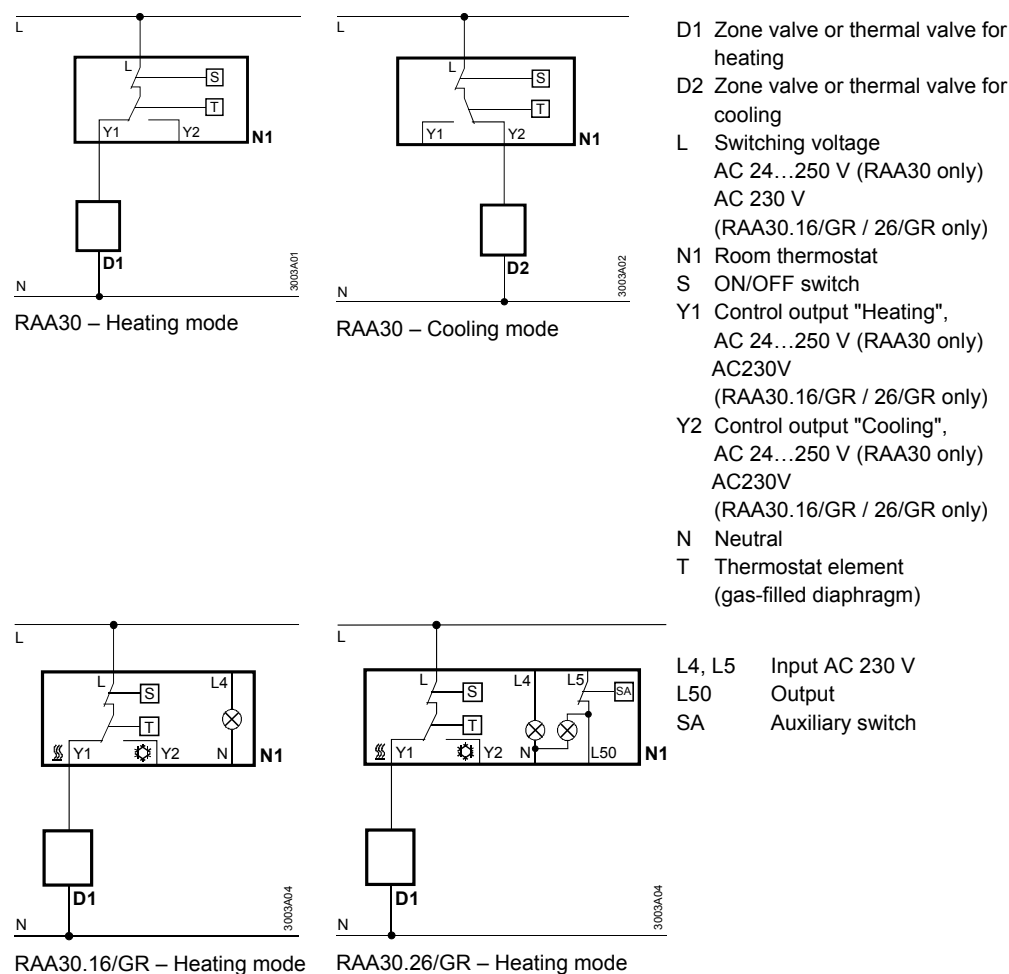 L
L
S
T
Y1
Y2
N1
D1
N
3003A01
RAA30 – Heating mode
L
L
S
T
Y1
Y2
N1
D2
N
3003A02
RAA30 – Cooling mode
D1 Zone valve or thermal valve for
heating
D2 Zone valve or thermal valve for
cooling
L Switching voltage
AC 24…250 V (RAA30 only)
AC 230 V
(RAA30.16/GR / 26/GR only)
N1 Room thermostat
S ON/OFF switch
Y1 Control output "Heating",
AC 24…250 V (RAA30 only)
AC230V
(RAA30.16/GR / 26/GR only)
Y2 Control output "Cooling",
AC 24…250 V (RAA30 only)
AC230V
(RAA30.16/GR / 26/GR only)
N Neutral
T Thermostat element
(gas-filled diaphragm)
L
L
S
L4
T
Y1
Y2
N
N1
D1
N
3003A04
RAA30.16/GR – Heating mode
L
L
S
L4
L5
SA
T
Y1
Y2
N
L50
N1
D1
N
3003A04
RAA30.26/GR – Heating mode
L4, L5 Input AC 230 V
L50 Output
SA Auxiliary switch